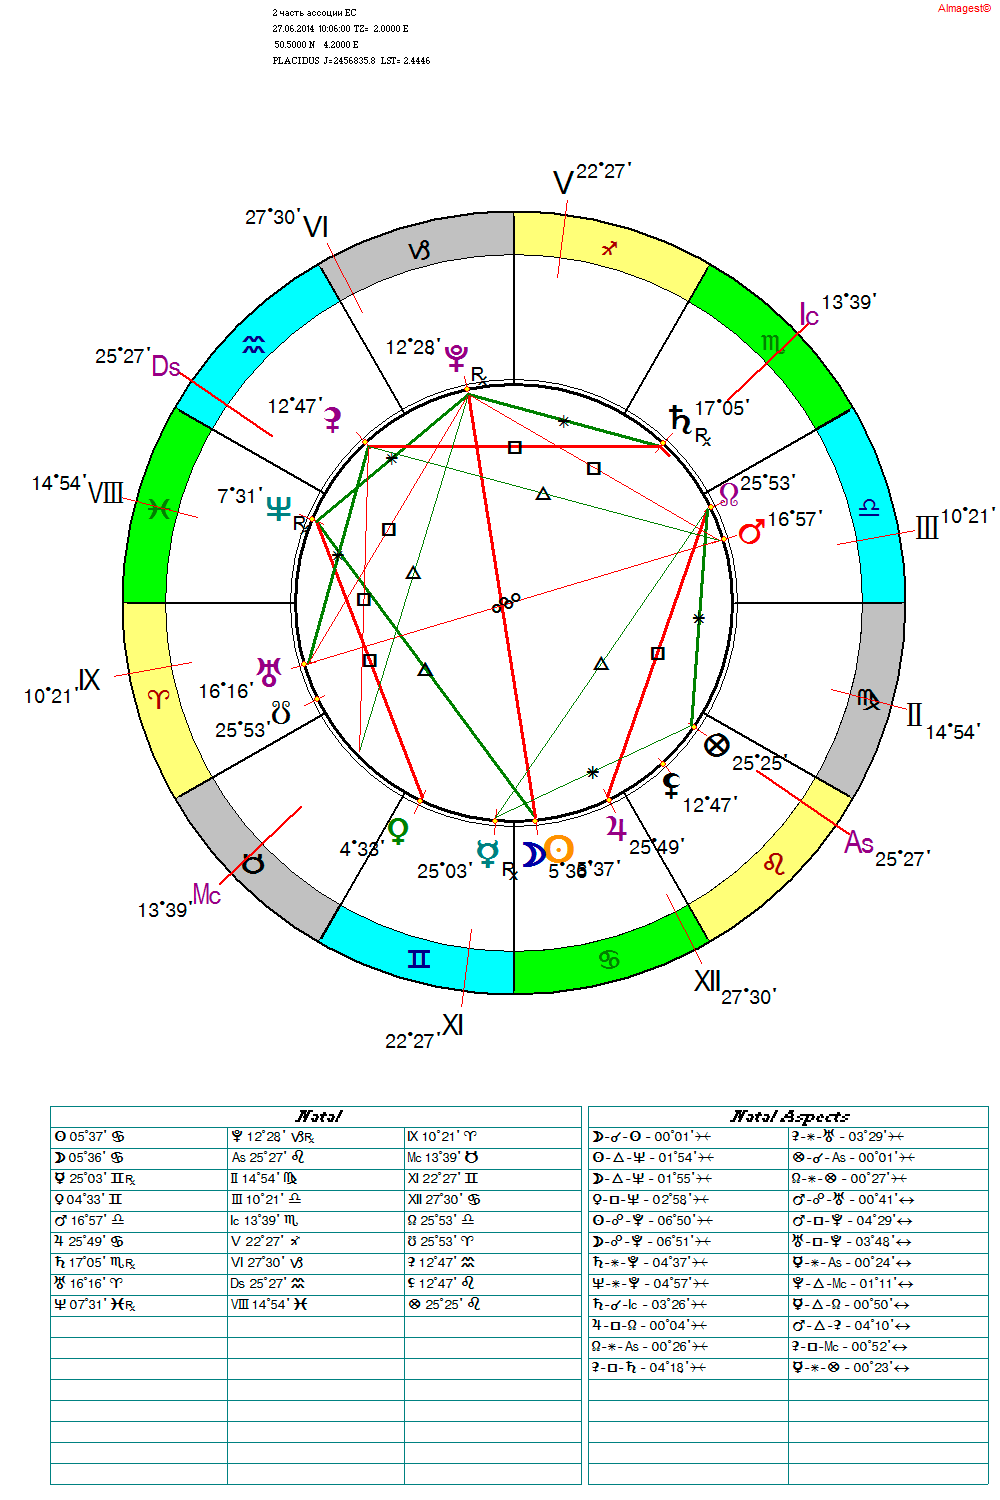 Almagest©
2 часть ассоции ЕС
27.06.2014 10:06:00 TZ= 2.0000 E
50.5000 N 4.2000 E
PLACIDUS J=2456835.8 LST= 2.4446
V 22°27'
27°30' VI
Ic 13°39'
♑ ♐
25°27' Ds
♒ ♏
12°28' ♇ ℞
12°47' ⚳
♄ 17°05' ℞
14°54' VIII
7°31' ♆ ℞
☊ 25°53'
♂ 16°57'
III 10°21'
♓ ♎
10°21' IX
16°16' ♅
♈ ♍
II 14°54'
25°53' ☋
⊗ 25°25'
⚸ 12°47'
4°33' ♀
25°03' ☿ ℞
☽ 5°36'
☉ 5°37'
♃ 25°49'
As 25°27'
13°39' Mc
♉ ♌
♊ ♋
XII 27°30'
22°27' XI
Natal
☉ 05°37' ♋ ♇ 12°28' ♑℞ IX 10°21' ♈
☽ 05°36' ♋ As 25°27' ♌ Mc 13°39' ♉
☿ 25°03' ♊℞ II 14°54' ♍ XI 22°27' ♊
♀ 04°33' ♊ III 10°21' ♎ XII 27°30' ♋
♂ 16°57' ♎ Ic 13°39' ♏ ☊ 25°53' ♎
♃ 25°49' ♋ V 22°27' ♐ ☋ 25°53' ♈
♄ 17°05' ♏℞ VI 27°30' ♑ ⚳ 12°47' ♒
♅ 16°16' ♈ Ds 25°27' ♒ ⚸ 12°47' ♌
♆ 07°31' ♓℞ VIII 14°54' ♓ ⊗ 25°25' ♌
Natal Aspects
☽-☌-☉ - 00°01' ⚳-⚹-♅ - 03°29'
☉-△-♆ - 01°54' ⊗-☌-As - 00°01'
☽-△-♆ - 01°55' ☊-⚹-⊗ - 00°27'
♀-□-♆ - 02°58' ♂-☍-♅ - 00°41'↔
☉-☍-♇ - 06°50' ♂-□-♇ - 04°29'↔
☽-☍-♇ - 06°51' ♅-□-♇ - 03°48'↔
♄-⚹-♇ - 04°37' ☿-⚹-As - 00°24'↔
♆-⚹-♇ - 04°57' ♇-△-Mc - 01°11'↔
♄-☌-Ic - 03°26' ☿-△-☊ - 00°50'↔
♃-□-☊ - 00°04' ♂-△-⚳ - 04°10'↔
☊-⚹-As - 00°26' ⚳-□-Mc - 00°52'↔
⚳-□-♄ - 04°18' ☿-⚹-⊗ - 00°23'↔